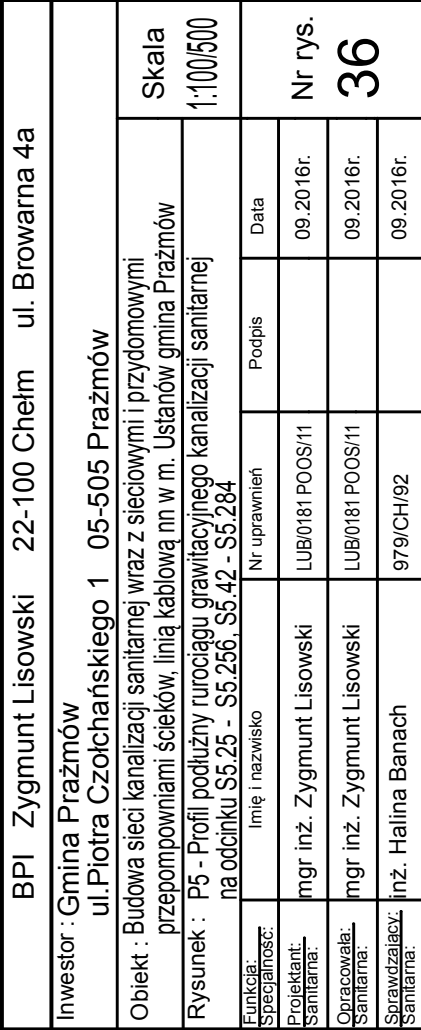 BPI Zygmunt Lisowski 22-100 Chełm ul. Browarna 4a
Inwestor : Gmina Prażmów
ul.Piotra Czołchańskiego 1 05-505 Prażmów
Obiekt : Budowa sieci kanalizacji sanitarnej wraz z sieciowymi i przydomowymi
przepompowniami ścieków, linią kablową nn w m. Ustanów gmina Prażmów
Skala
1:100/500
Rysunek : P5 - Profil podłużny rurociągu grawitacyjnego kanalizacji sanitarnej
na odcinku S5.25 - S5.256, S5.42 - S5.284
Funkcja:
Specjalność:
Imię i nazwisko
Nr uprawnień
Podpis
Data
Nr rys.
36
Projektant:
Sanitarna:
mgr inż. Zygmunt Lisowski
LUB/0181 POOS/11
09.2016r.
Opracowała:
Sanitarna:
mgr inż. Zygmunt Lisowski
LUB/0181 POOS/11
09.2016r.
Sprawdzający:
Sanitarna:
inż. Halina Banach
979/CH/92
09.2016r.